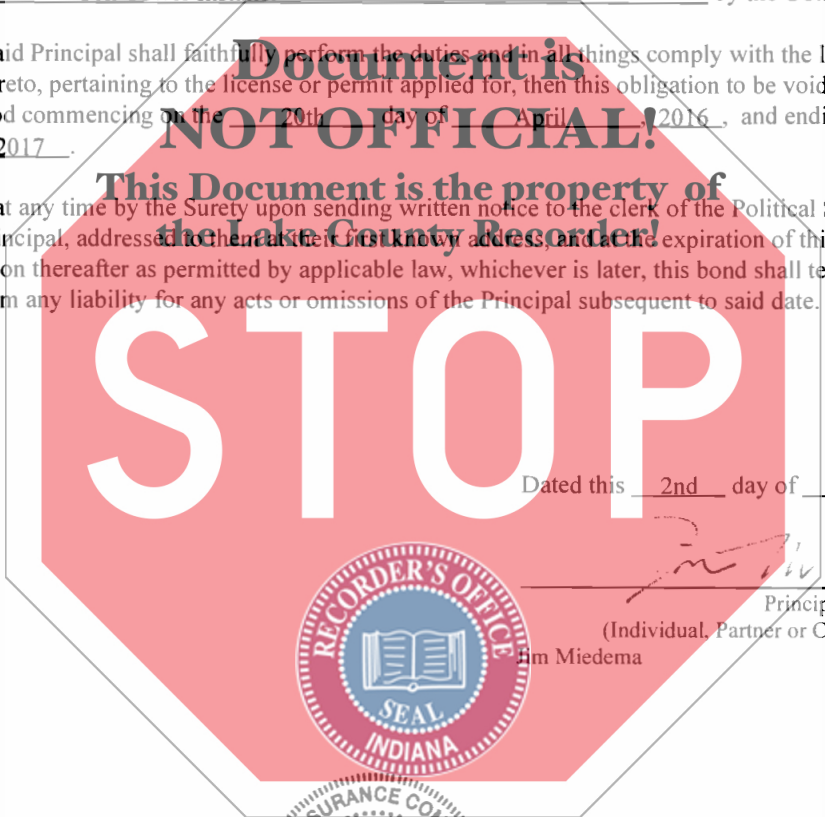 Document is
NOT OFFICIAL!
This Document is the property of
the Lake County Recorder!
aid Principal shall faithfully perform the duties and in all things comply with the
reto, pertaining to the license or permit applied for, then this obligation to be void
d commencing on the 20th day of April, 2016, and endi
2017.
at any time by the Surety upon sending written notice to the clerk of the Political S
ncipal, addressed to them at their first known address, and at the expiration of thi
on thereafter as permitted by applicable law, whichever is later, this bond shall te
m any liability for any acts or omissions of the Principal subsequent to said date.
STOP
Dated this 2nd day of
Princip
(Individual, Partner or C
Jim Miedema
RECORDER'S OFFICE
SEAL
INDIANA
SURANCE COM